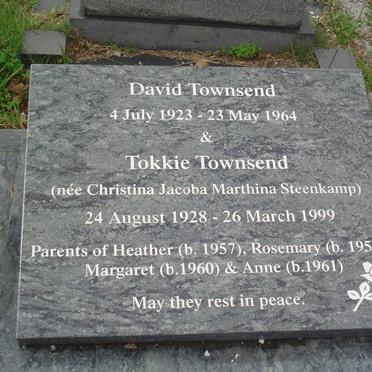 David Townsend
4 July 1923 - 23 May 1964
&
Tokkie Townsend
(née Christina Jacoba Marthina Steenkamp)
24 August 1928 - 26 March 1999
Parents of Heather (b. 1957), Rosemary (b.
Margaret (b.1960) & Anne (b.1961)
May they rest in peace.